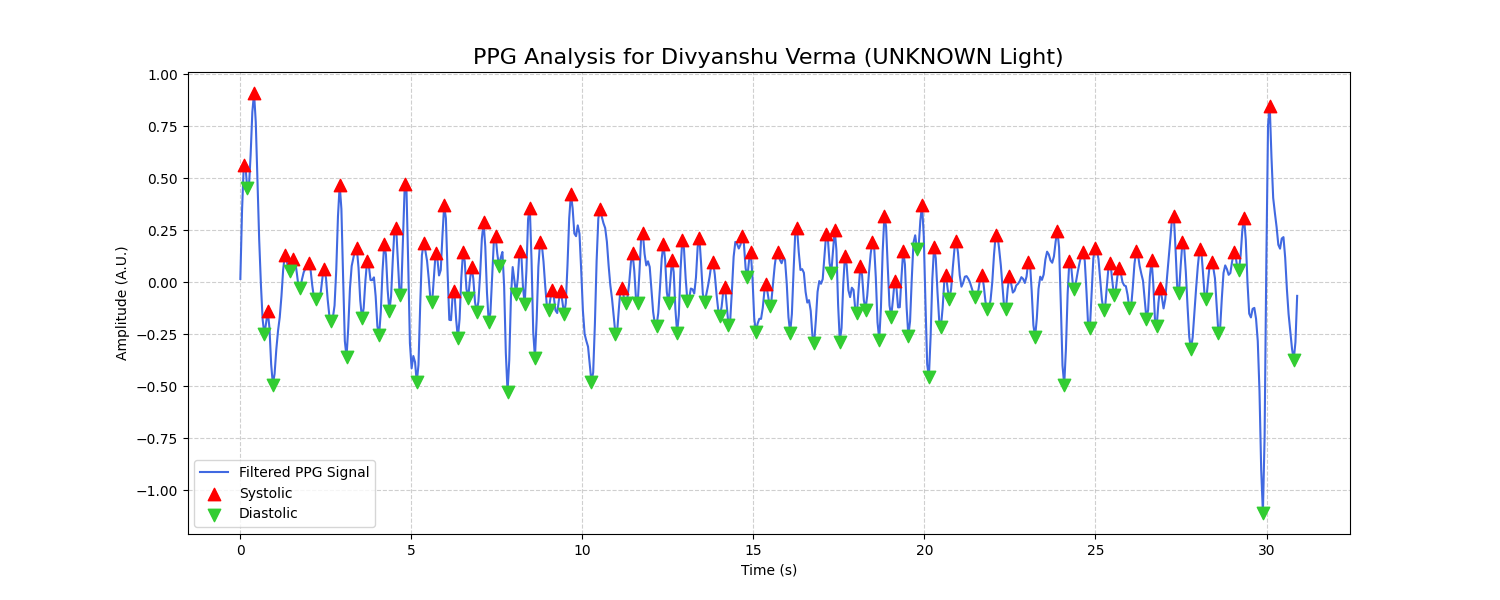 PPG Analysis for Divyanshu Verma (UNKNOWN Light)
1.00
0.75
0.50
0.25
0.00
−0.25
−0.50
−0.75
−1.00
Amplitude (A.U.)
Filtered PPG Signal
Systolic
Diastolic
0 5 10 15 20 25 30
Time (s)